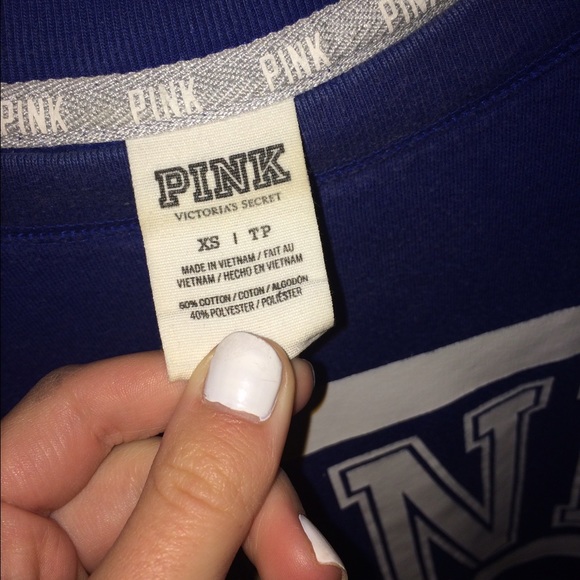 PINK PINK PINK PINK
PINK
VICTORIA'S SECRET
XS | TP
MADE IN VIETNAM / FAIT AU
VIETNAM / HECHO EN VIETNAM
60% COTTON / COTON / ALGODÓN
40% POLYESTER / POLIÉSTER
N